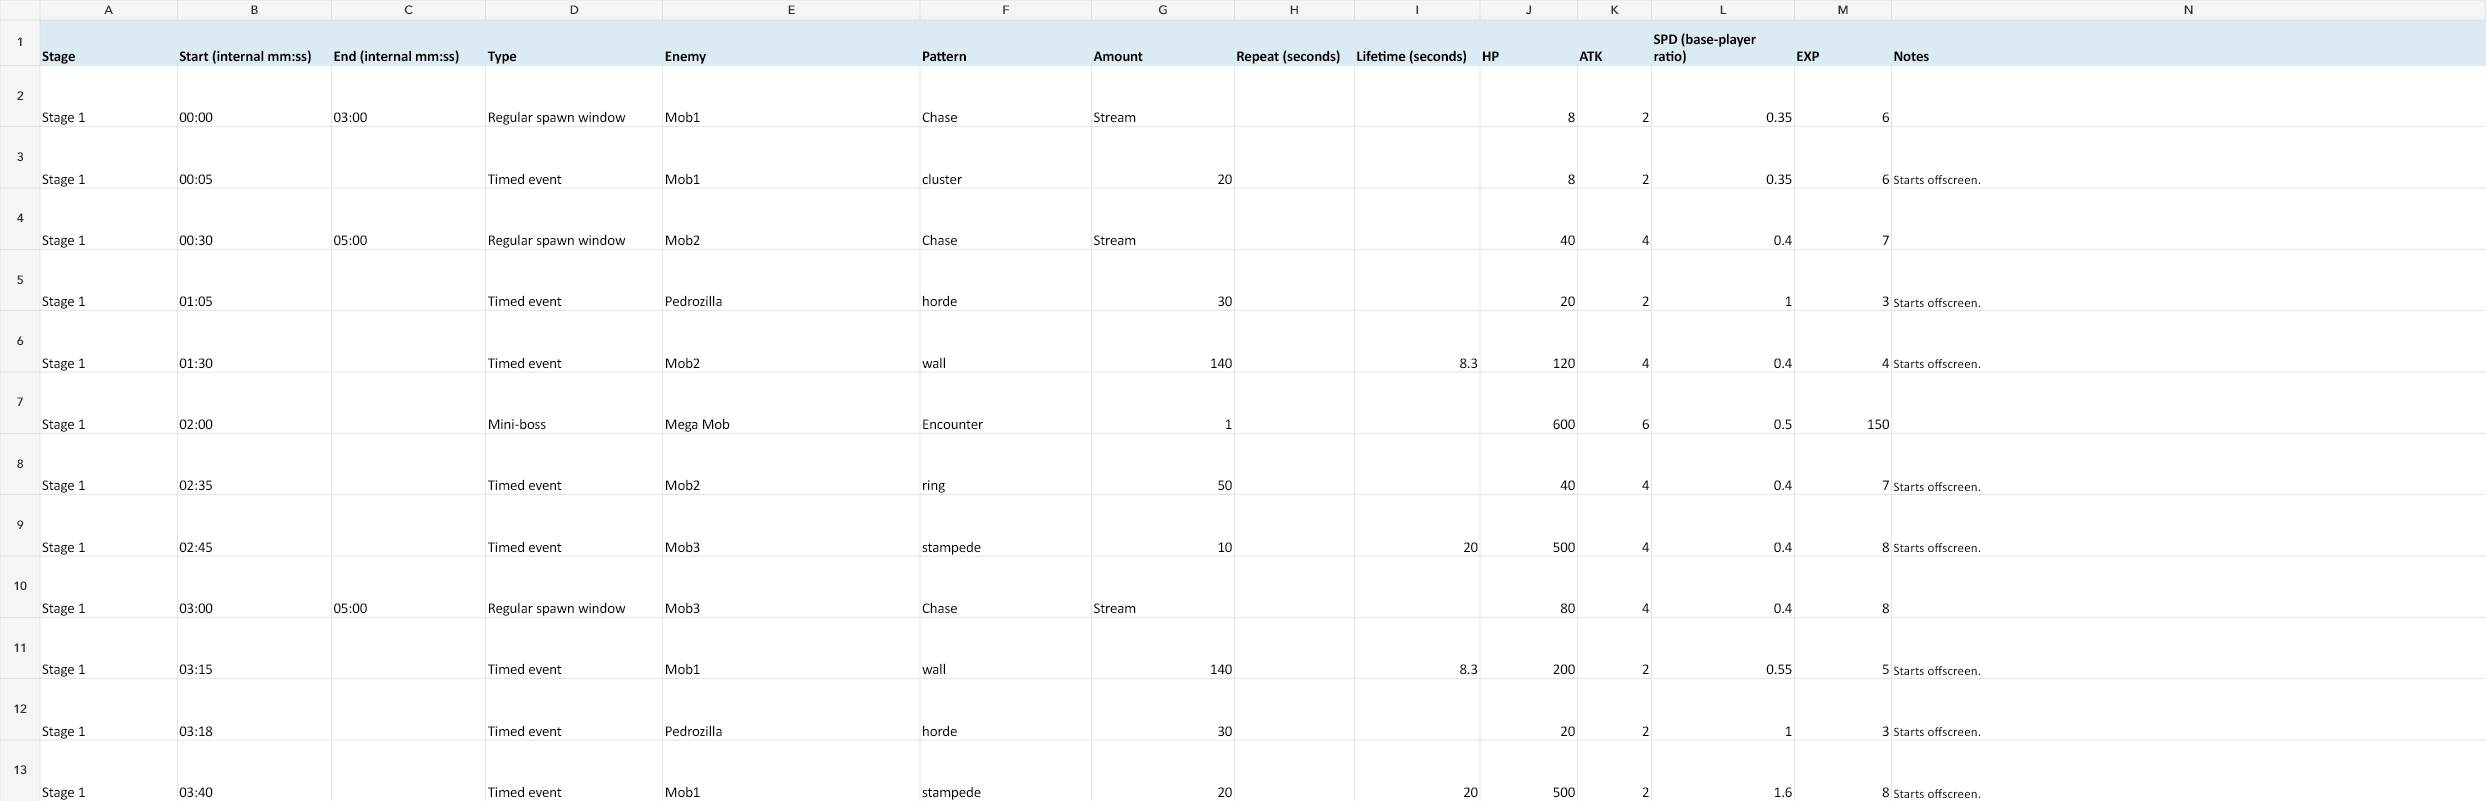 A B C D E F G H I J K L M N
1 Stage Start (internal mm:ss) End (internal mm:ss) Type Enemy Pattern Amount Repeat (seconds) Lifetime (seconds) HP ATK SPD (base-player ratio) EXP Notes
2 Stage 1 00:00 03:00 Regular spawn window Mob1 Chase Stream 8 2 0.35 6
3 Stage 1 00:05 Timed event Mob1 cluster 20 8 2 0.35 6 Starts offscreen.
4 Stage 1 00:30 05:00 Regular spawn window Mob2 Chase Stream 40 4 0.4 7
5 Stage 1 01:05 Timed event Pedrozilla horde 30 20 2 1 3 Starts offscreen.
6 Stage 1 01:30 Timed event Mob2 wall 140 8.3 120 4 0.4 4 Starts offscreen.
7 Stage 1 02:00 Mini-boss Mega Mob Encounter 1 600 6 0.5 150
8 Stage 1 02:35 Timed event Mob2 ring 50 40 4 0.4 7 Starts offscreen.
9 Stage 1 02:45 Timed event Mob3 stampede 10 20 500 4 0.4 8 Starts offscreen.
10 Stage 1 03:00 05:00 Regular spawn window Mob3 Chase Stream 80 4 0.4 8
11 Stage 1 03:15 Timed event Mob1 wall 140 8.3 200 2 0.55 5 Starts offscreen.
12 Stage 1 03:18 Timed event Pedrozilla horde 30 20 2 1 3 Starts offscreen.
13 Stage 1 03:40 Timed event Mob1 stampede 20 20 500 2 1.6 8 Starts offscreen.